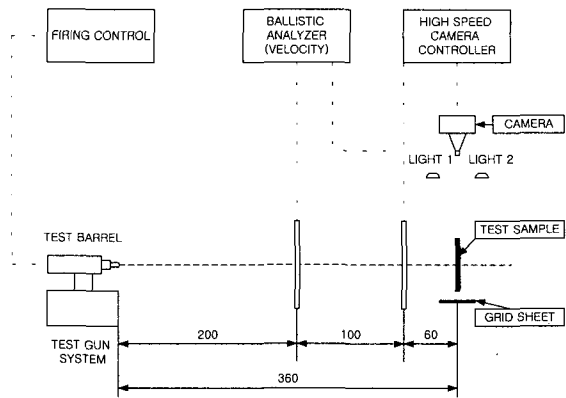 FIRING CONTROL
BALLISTIC
ANALYZER
(VELOCITY)
HIGH SPEED
CAMERA
CONTROLLER
CAMERA
LIGHT 1 LIGHT 2
TEST BARREL
TEST SAMPLE
GRID SHEET
TEST GUN
SYSTEM
200
100
60
360